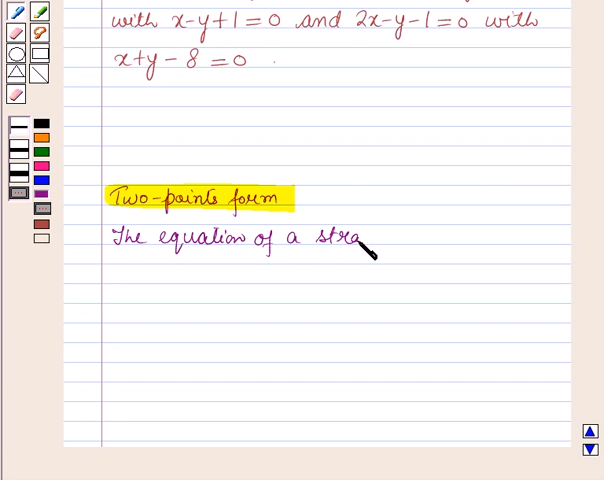 with x-y+1=0 and 2x-y-1=0 with
x+y-8=0.
Two-points form
The equation of a stra